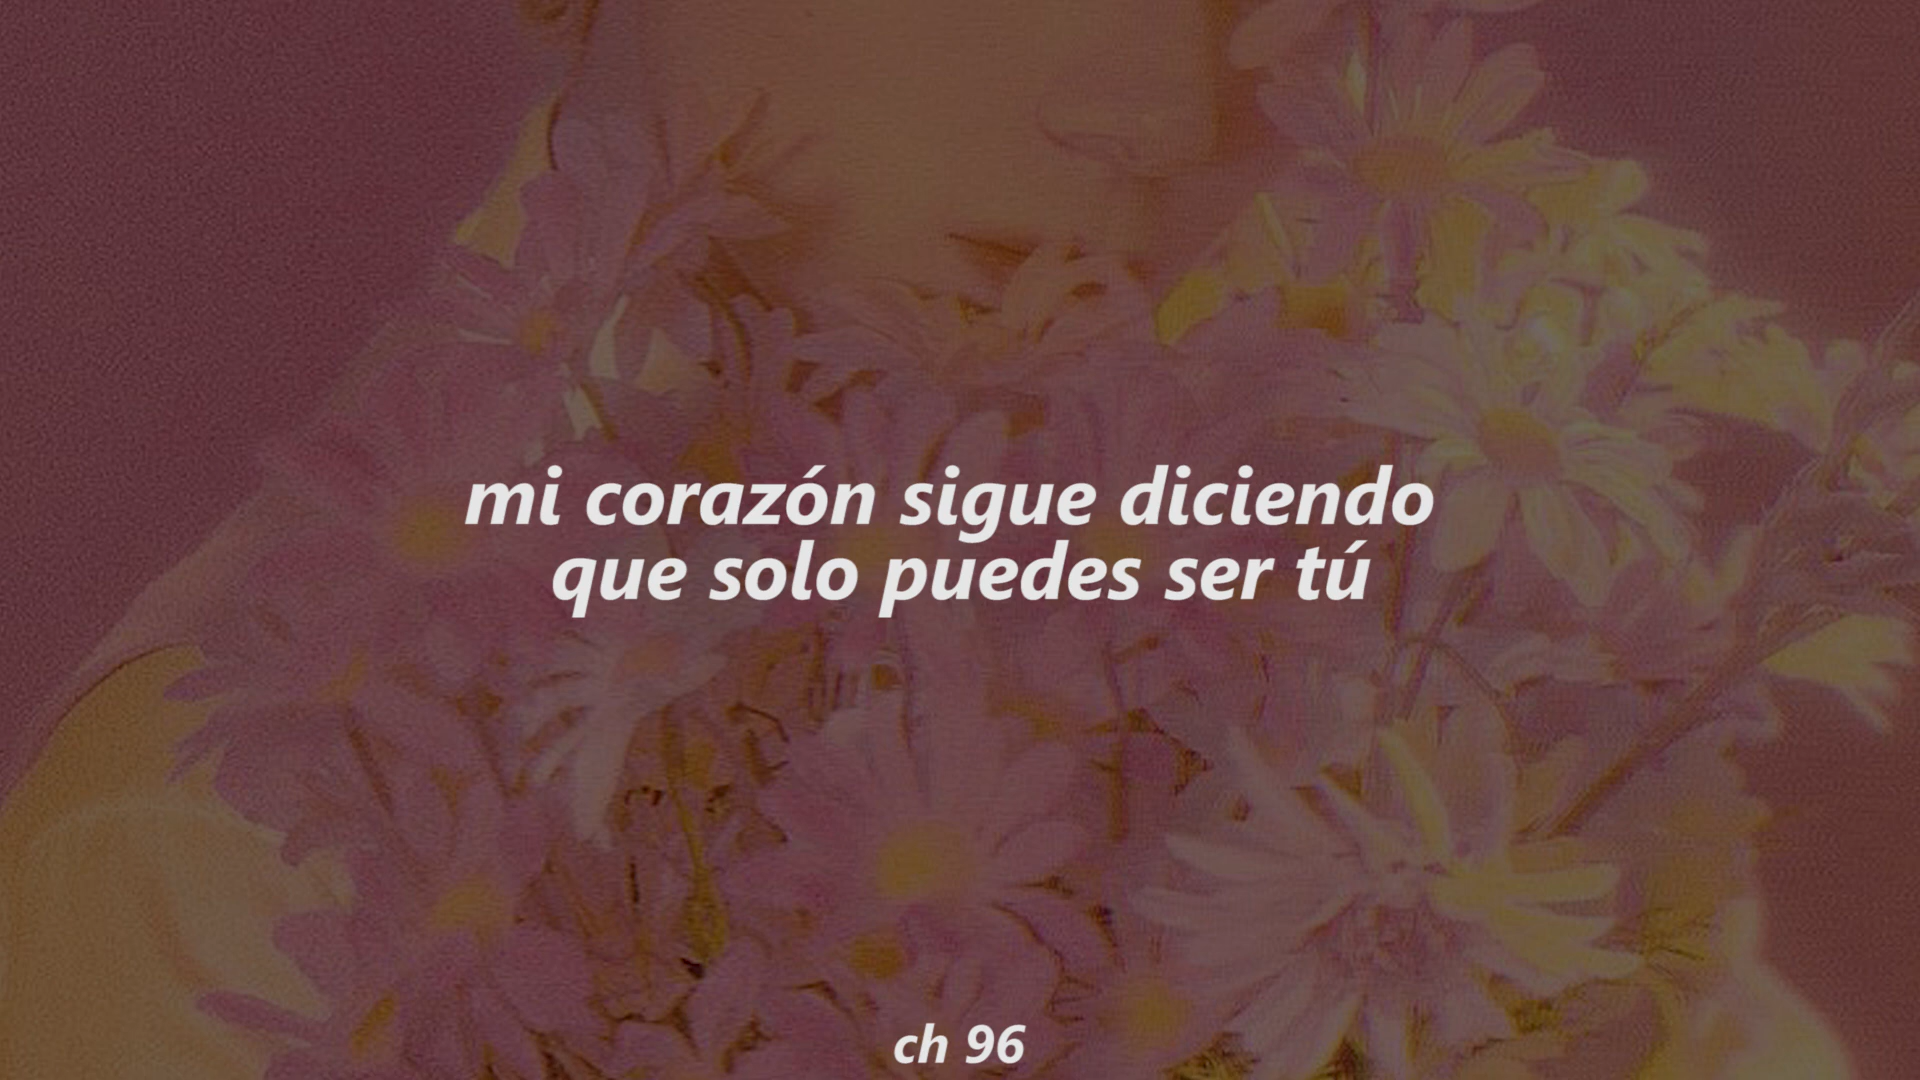 mi corazón sigue diciendo
que solo puedes ser tú
ch 96